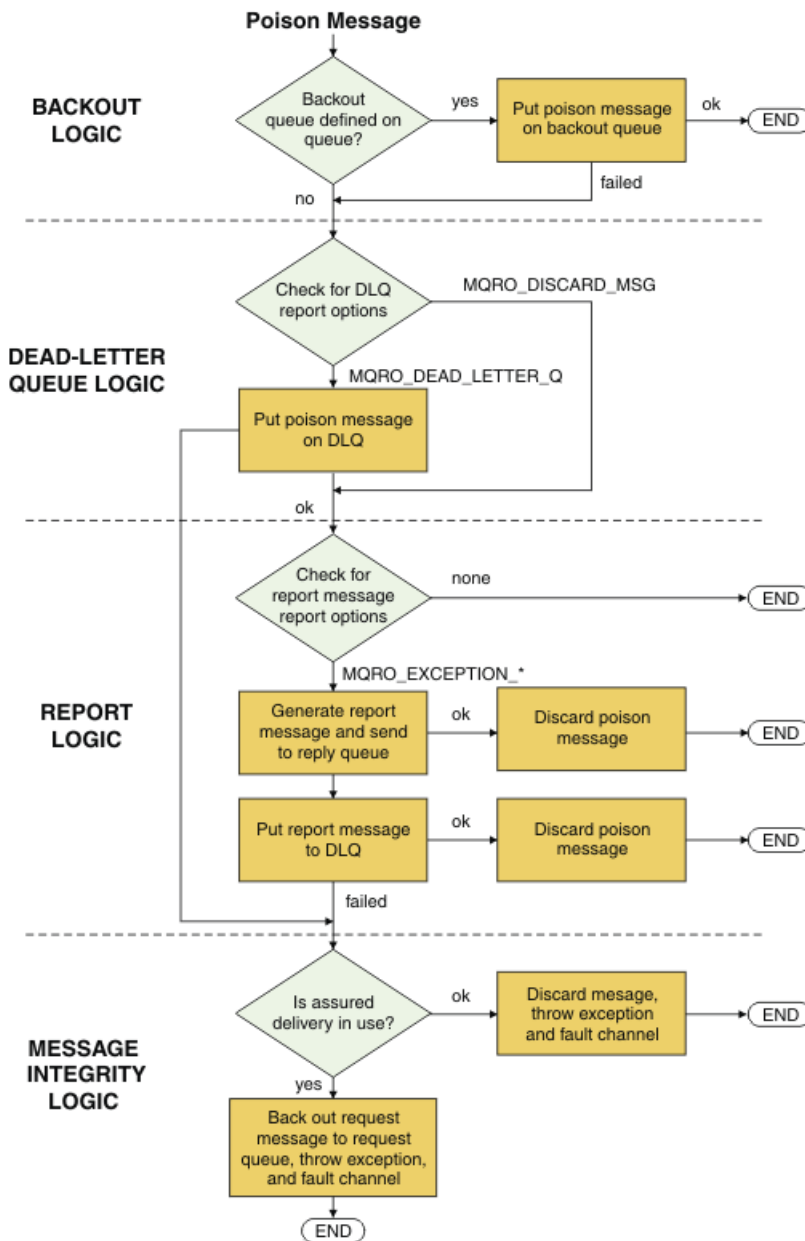 Poison Message
BACKOUT
LOGIC
Backout
queue defined on
queue?
yes
Put poison message
on backout queue
ok
END
failed
no
DEAD-LETTER
QUEUE LOGIC
Check for DLQ
report options
MQRO_DISCARD_MSG
MQRO_DEAD_LETTER_Q
Put poison message
on DLQ
ok
REPORT
LOGIC
Check for
report message
report options
none
END
MQRO_EXCEPTION_*
Generate report
message and send
to reply queue
ok
Discard poison
message
END
Put report message
to DLQ
ok
Discard poison
message
END
failed
MESSAGE
INTEGRITY
LOGIC
Is assured
delivery in use?
ok
Discard mesage,
throw exception
and fault channel
END
yes
Back out request
message to request
queue, throw exception,
and fault channel
END